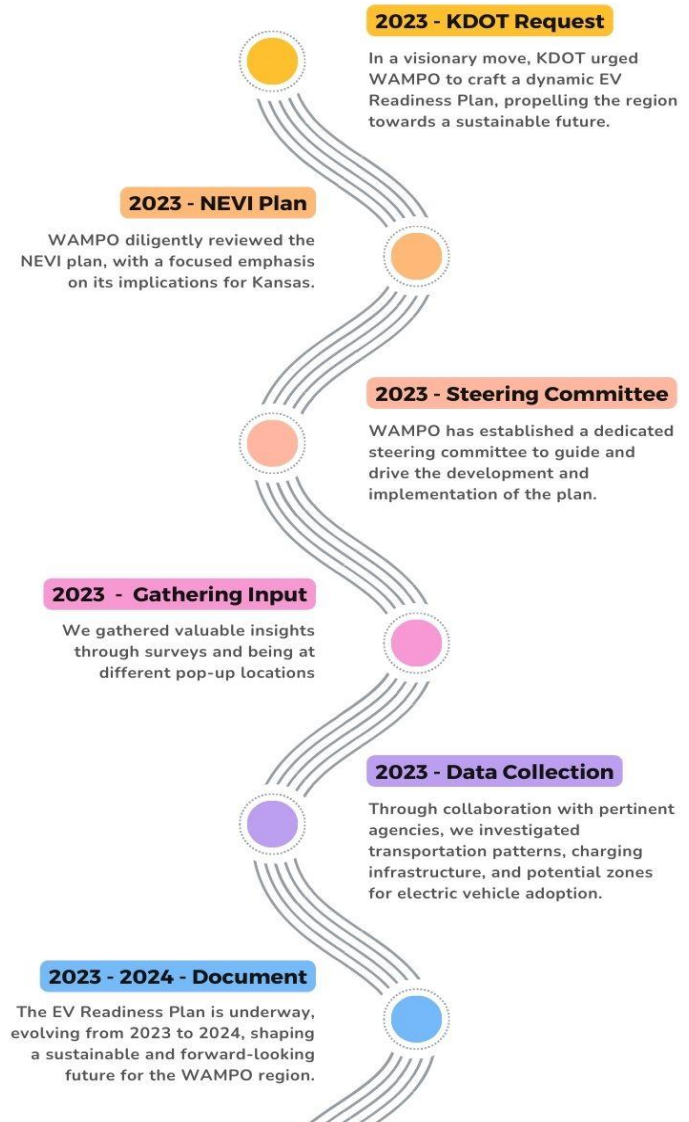 2023 - KDOT Request
In a visionary move, KDOT urged
WAMPO to craft a dynamic EV
Readiness Plan, propelling the region
towards a sustainable future.
2023 - NEVI Plan
WAMPO diligently reviewed the
NEVI plan, with a focused emphasis
on its implications for Kansas.
2023 - Steering Committee
WAMPO has established a dedicated
steering committee to guide and
drive the development and
implementation of the plan.
2023 - Gathering Input
We gathered valuable insights
through surveys and being at
different pop-up locations
2023 - Data Collection
Through collaboration with pertinent
agencies, we investigated
transportation patterns, charging
infrastructure, and potential zones
for electric vehicle adoption.
2023 - 2024 - Document
The EV Readiness Plan is underway,
evolving from 2023 to 2024, shaping
a sustainable and forward-looking
future for the WAMPO region.